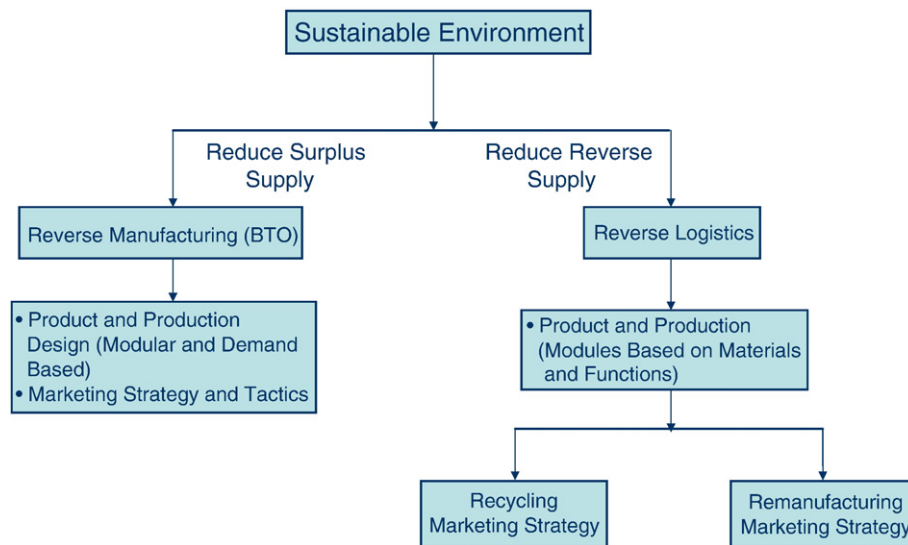 Sustainable Environment
Reduce Surplus
Supply
Reduce Reverse
Supply
Reverse Manufacturing (BTO)
Reverse Logistics
• Product and Production
Design (Modular and Demand
Based)
• Marketing Strategy and Tactics
• Product and Production
(Modules Based on Materials
and Functions)
Recycling
Marketing Strategy
Remanufacturing
Marketing Strategy